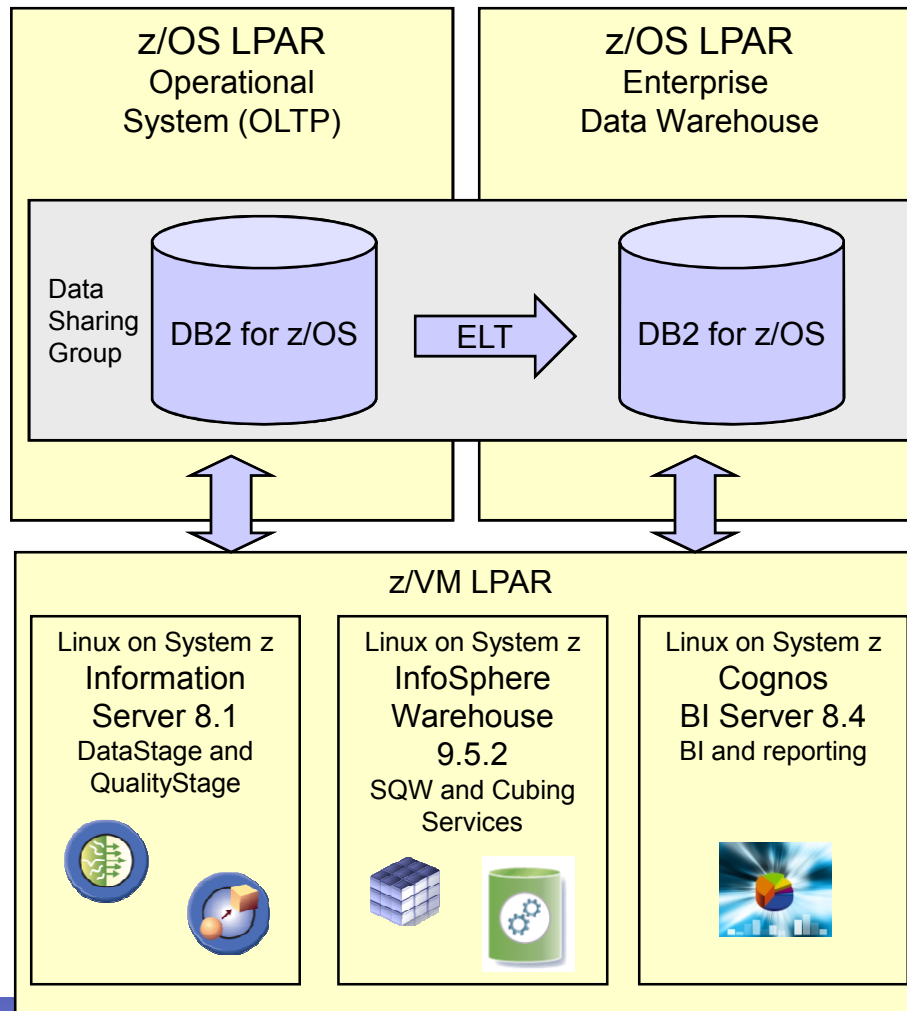 z/OS LPAR
Operational
System (OLTP)
z/OS LPAR
Enterprise
Data Warehouse
Data
Sharing
Group
DB2 for z/OS
ELT
DB2 for z/OS
z/VM LPAR
Linux on System z
Information
Server 8.1
DataStage and
QualityStage
Linux on System z
InfoSphere
Warehouse
9.5.2
SQW and Cubing
Services
Linux on System z
Cognos
BI Server 8.4
BI and reporting